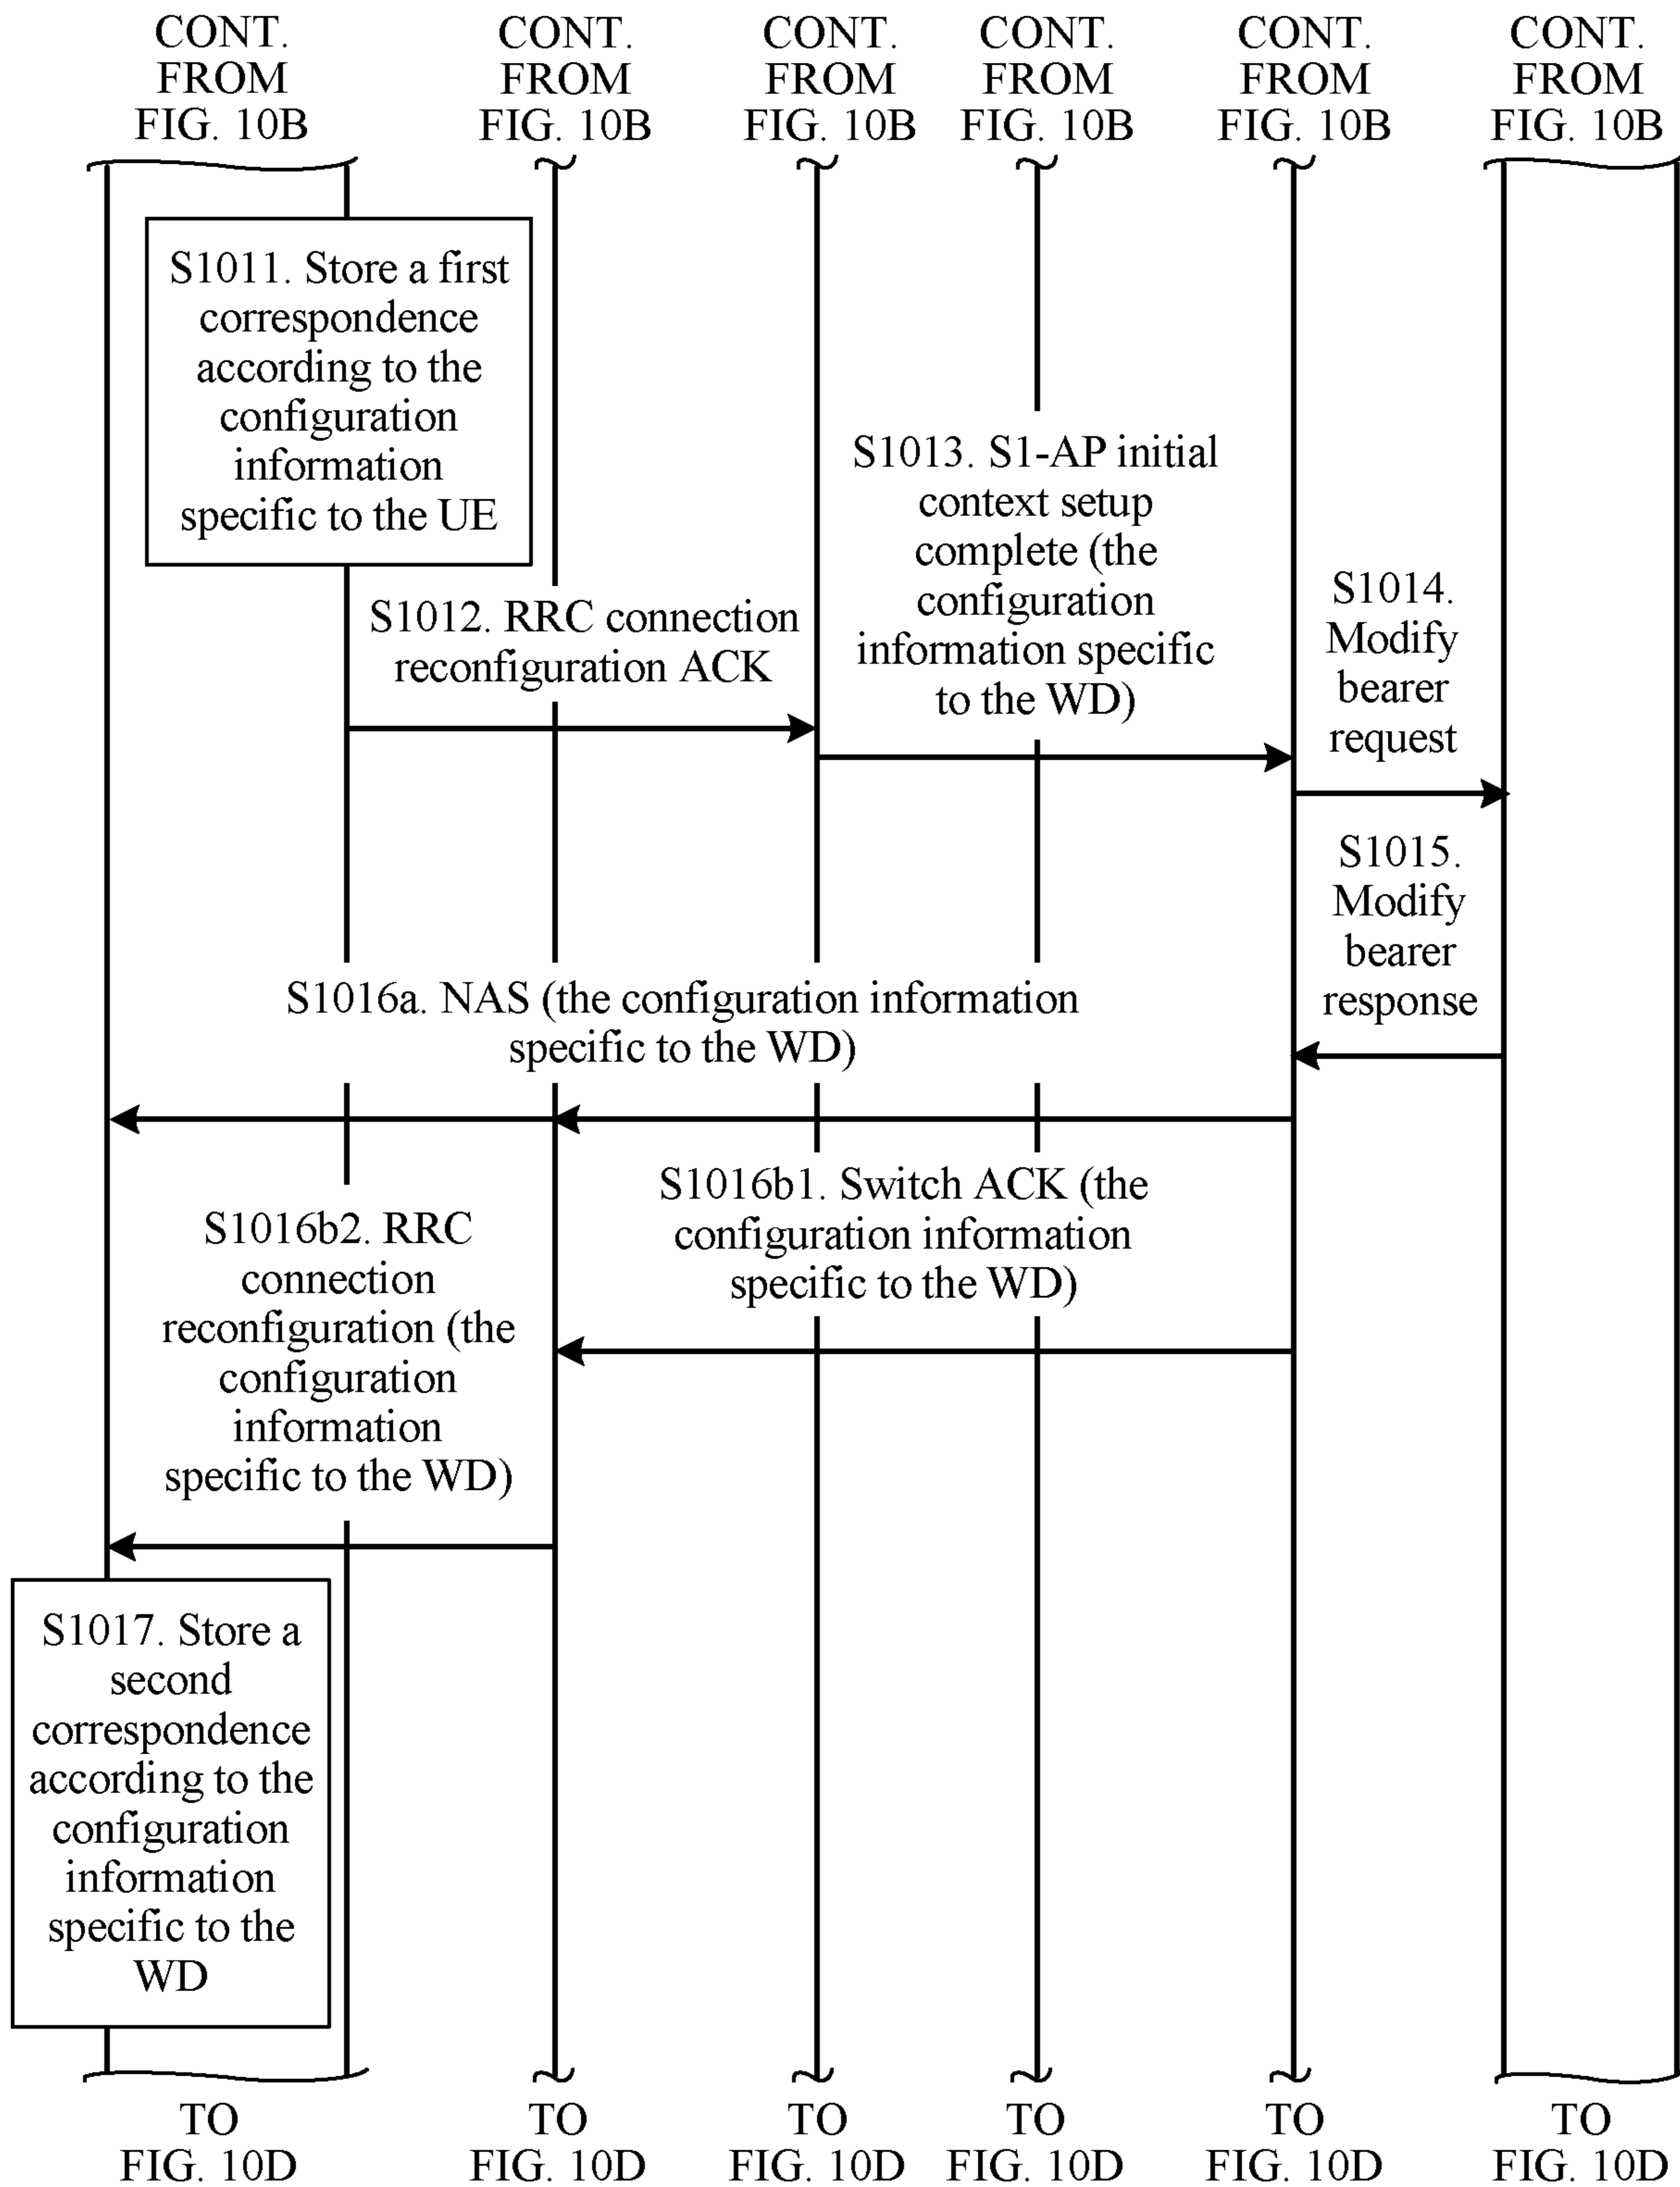 CONT.
FROM
FIG. 10B
CONT.
FROM
FIG. 10B
CONT.
FROM
FIG. 10B
CONT.
FROM
FIG. 10B
CONT.
FROM
FIG. 10B
CONT.
FROM
FIG. 10B
S1011. Store a first
correspondence
according to the
configuration
information
specific to the UE
S1012. RRC connection
reconfiguration ACK
S1013. S1-AP initial
context setup
complete (the
configuration
information specific
to the WD)
S1014.
Modify
bearer
request
S1015.
Modify
bearer
response
S1016a. NAS (the configuration information
specific to the WD)
S1016b1. Switch ACK (the
configuration information
specific to the WD)
S1016b2. RRC
connection
reconfiguration (the
configuration
information
specific to the WD)
S1017. Store a
second
correspondence
according to the
configuration
information
specific to the
WD
TO
FIG. 10D
TO
FIG. 10D
TO
FIG. 10D
TO
FIG. 10D
TO
FIG. 10D
TO
FIG. 10D